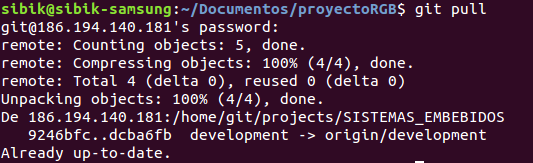 sibik@sibik-samsung:~/Documentos/proyectoRGB$ git pull
git@186.194.140.181's password:
remote: Counting objects: 5, done.
remote: Compressing objects: 100% (4/4), done.
remote: Total 4 (delta 0), reused 0 (delta 0)
Unpacking objects: 100% (4/4), done.
De 186.194.140.181:/home/git/projects/SISTEMAS_EMBEBIDOS
   9246bfc..dcba6fb  development -> origin/development
Already up-to-date.